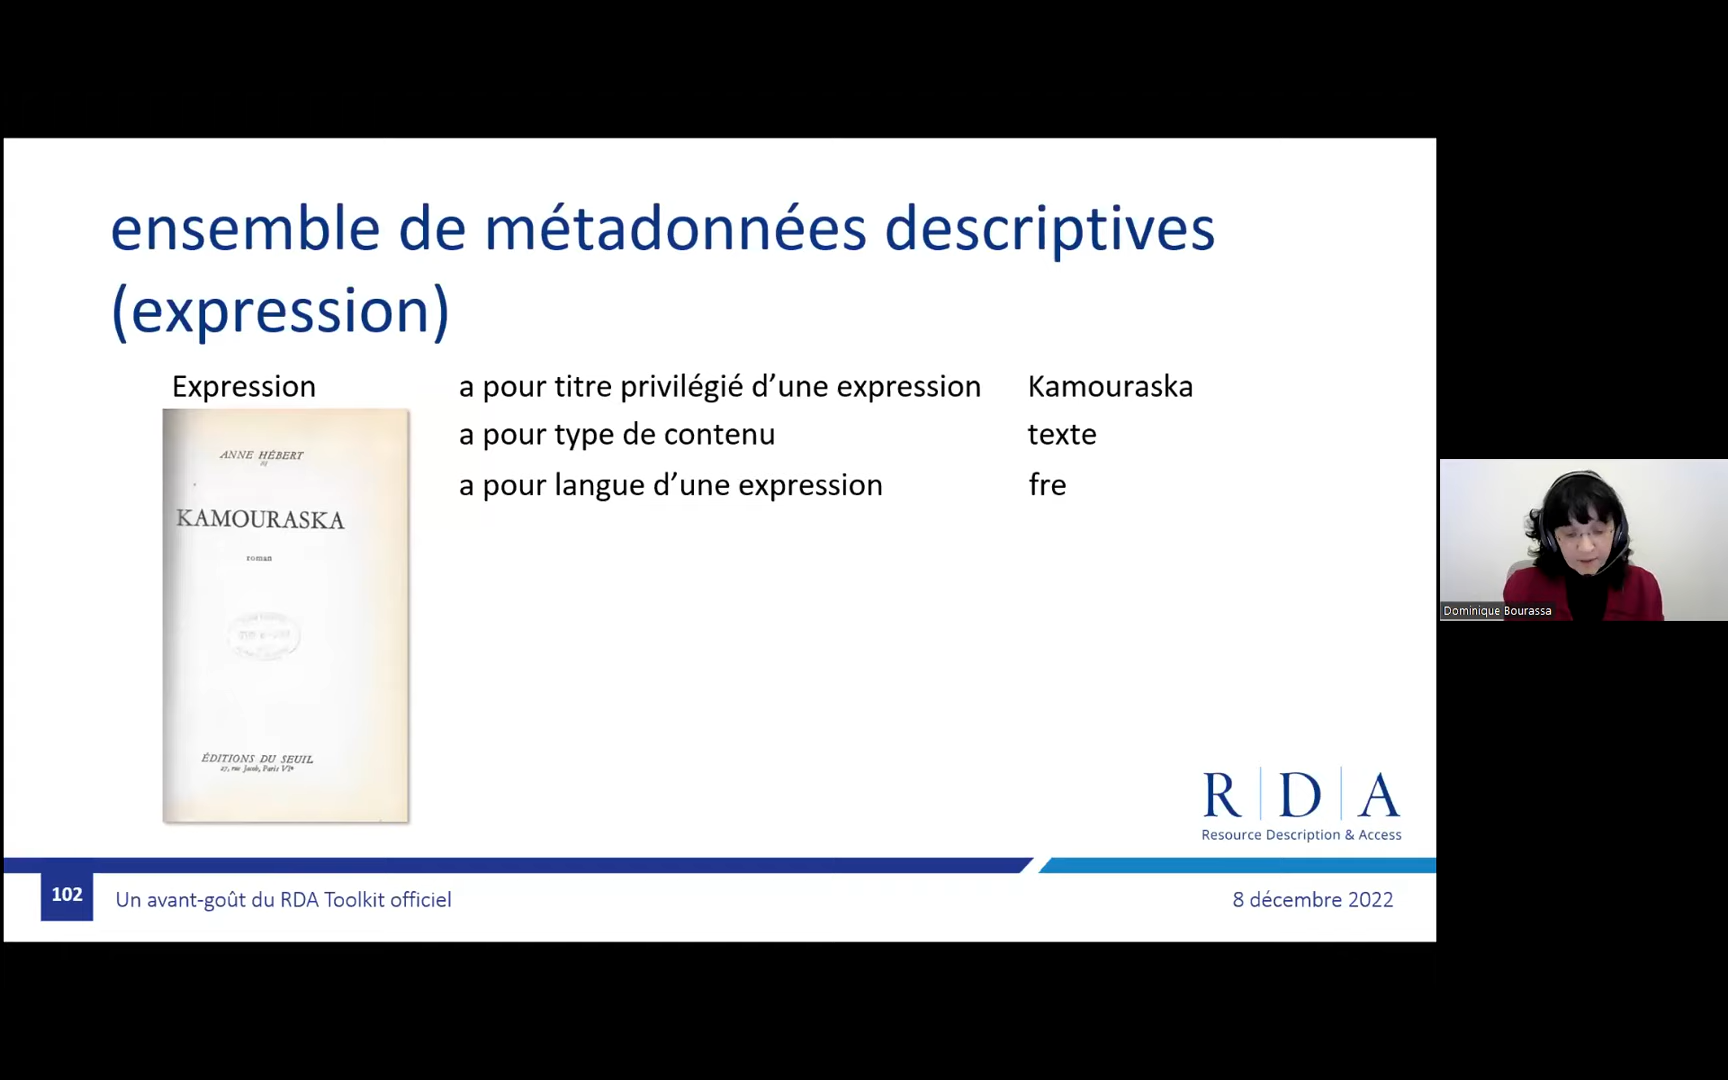 ensemble de métadonnées descriptives
(expression)
Expression
a pour titre privilégié d’une expression
Kamouraska
a pour type de contenu
texte
a pour langue d’une expression
fre
ANNE HÉBERT
KAMOURASKA
roman
ÉDITIONS DU SEUIL
27, rue Jacob, Paris VIᵉ
R D A
Resource Description & Access
102
Un avant-goût du RDA Toolkit officiel
8 décembre 2022
Dominique Bourassa